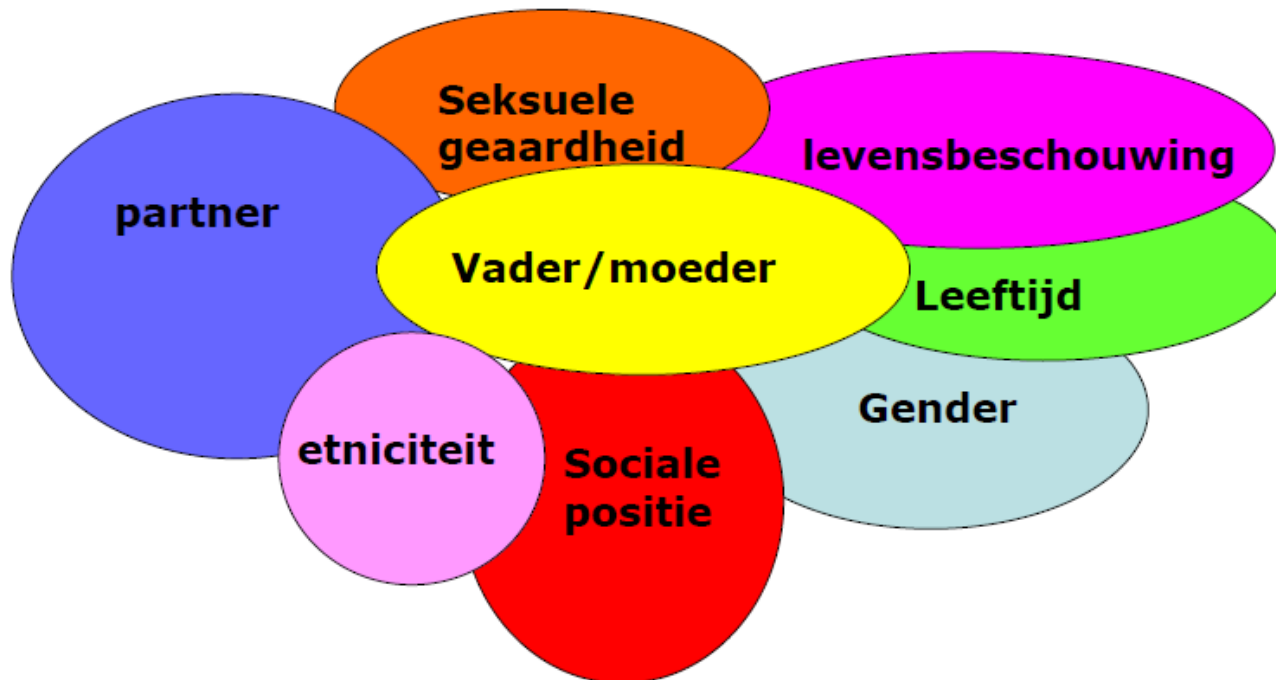 Seksuele
geaardheid
levensbeschouwing
partner
Vader/moeder
Leeftijd
Gender
etniciteit
Sociale
positie